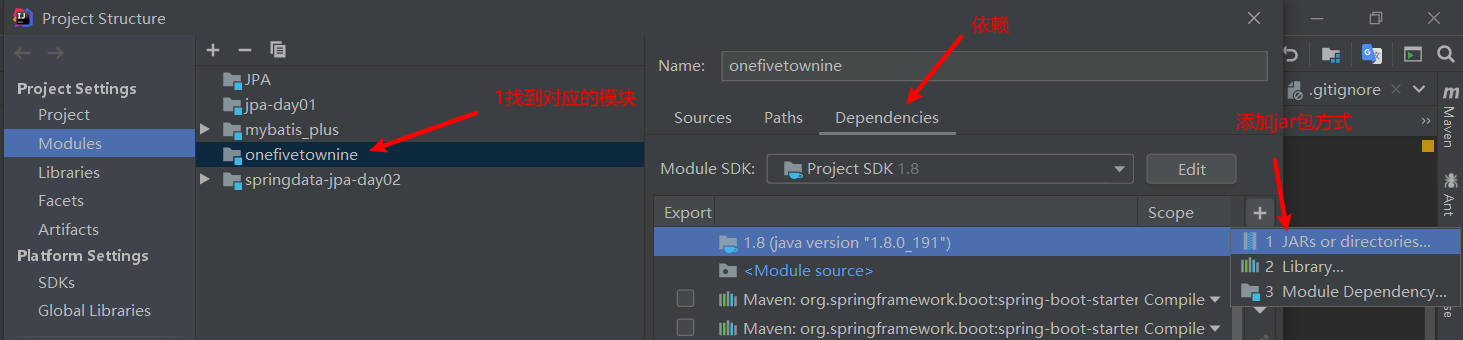 Project Structure
Project Settings
Project
Modules
Libraries
Facets
Artifacts
Platform Settings
SDKs
Global Libraries
JPA
jpa-day01
mybatis_plus
onefivetownine
springdata-jpa-day02
1找到对应的模块
依赖
Name:
onefivetownine
Sources
Paths
Dependencies
Module SDK:
Project SDK 1.8
Edit
Export
Scope
1.8 (java version "1.8.0_191")
<Module source>
Maven: org.springframework.boot:spring-boot-starter
Compile
Maven: org.springframework.boot:spring-boot-starter
Compile
添加jar包方式
1 JARs or directories...
2 Library...
3 Module Dependency...
.gitignore
m
Maven
Ant